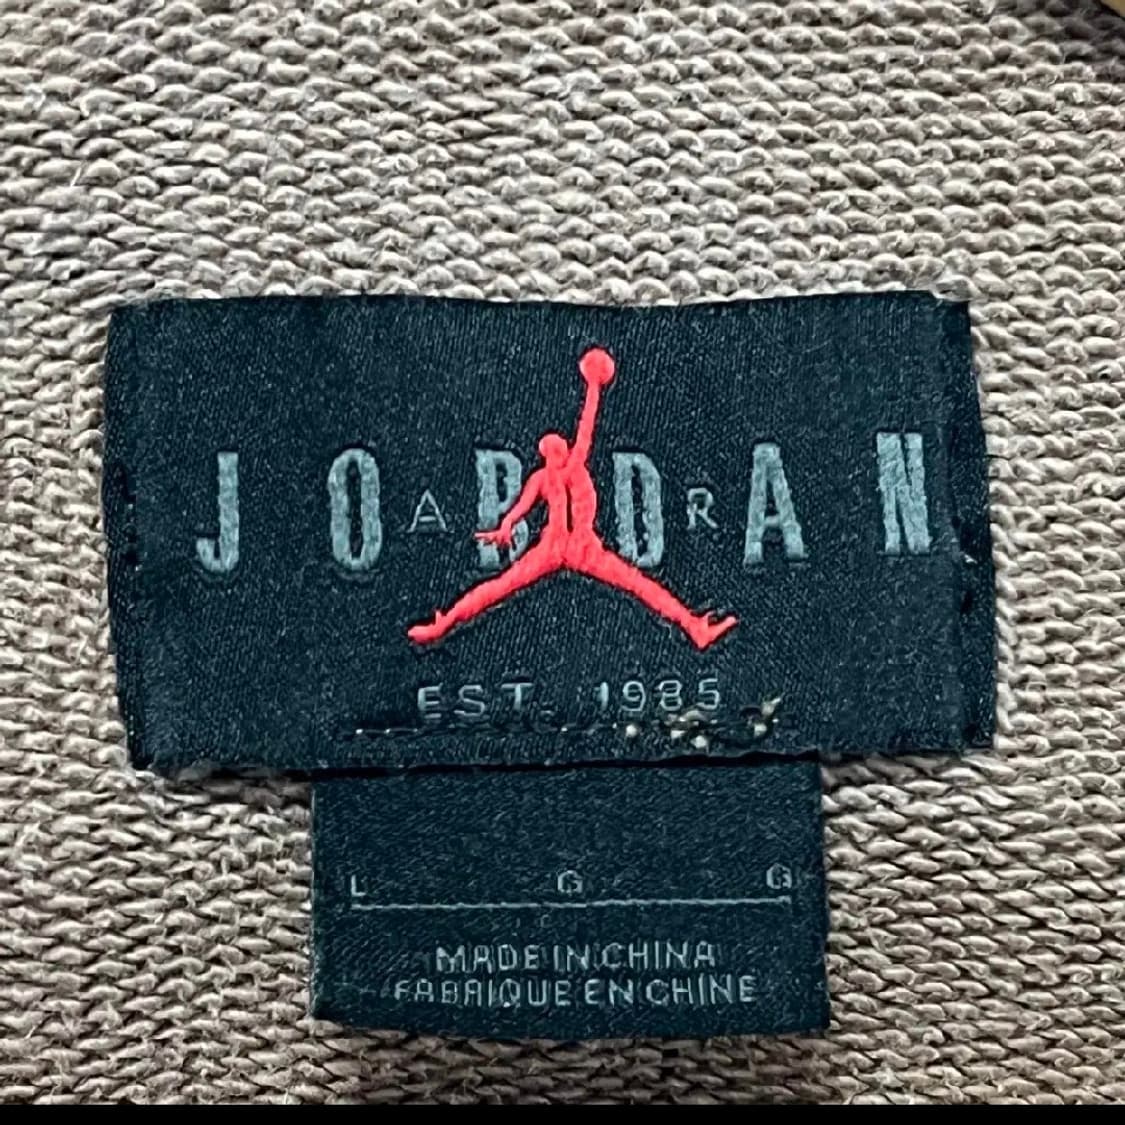 JORDAN
A R
EST. 1985
L G G
MADE IN CHINA
FABRIQUE EN CHINE